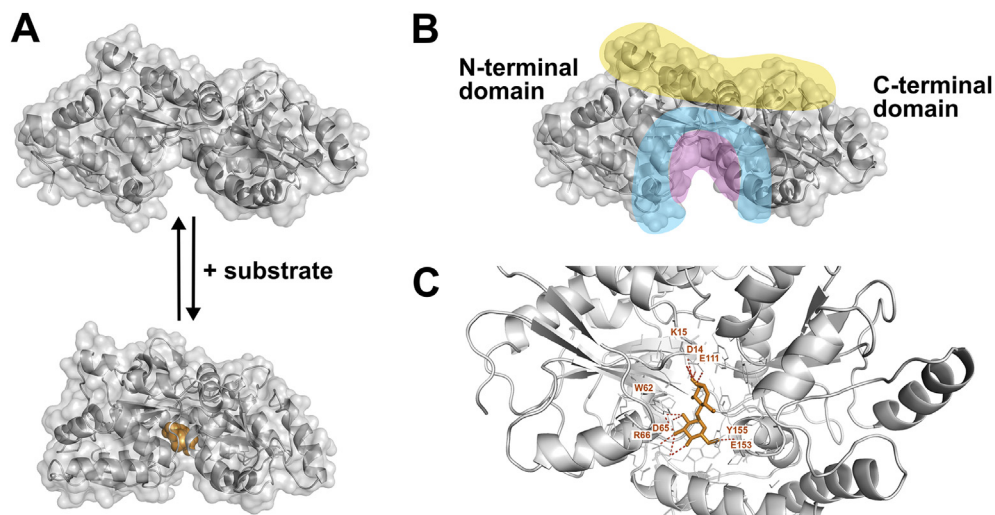 A
+ substrate
B
N-terminal
domain
C-terminal
domain
C
K15
D14
E111
W62
D65
R66
Y155
E153